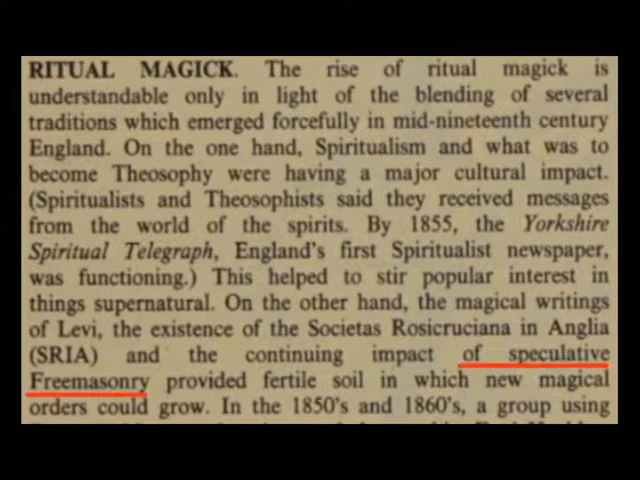 RITUAL MAGICK. The rise of ritual magick is
understandable only in light of the blending of several
traditions which emerged forcefully in mid-nineteenth century
England. On the one hand, Spiritualism and what was to
become Theosophy were having a major cultural impact.
(Spiritualists and Theosophists said they received messages
from the world of the spirits. By 1855, the Yorkshire
Spiritual Telegraph, England's first Spiritualist newspaper,
was functioning.) This helped to stir popular interest in
things supernatural. On the other hand, the magical writings
of Levi, the existence of the Societas Rosicruciana in Anglia
(SRIA) and the continuing impact of speculative
Freemasonry provided fertile soil in which new magical
orders could grow. In the 1850's and 1860's, a group using